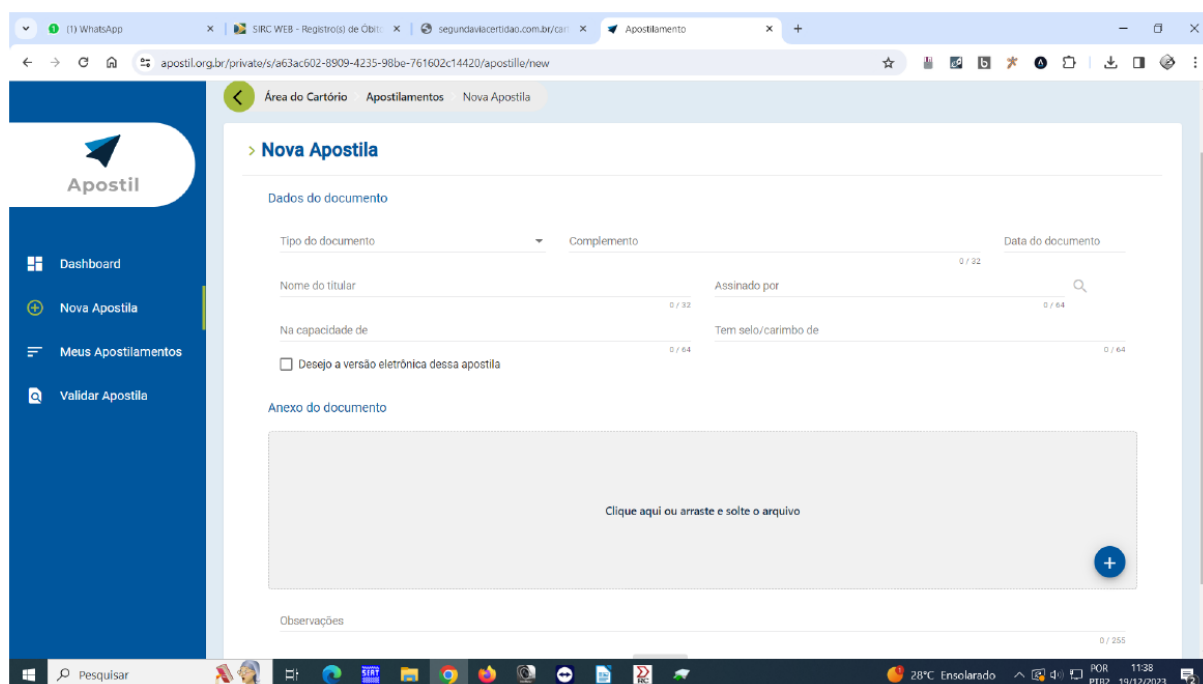 (1) WhatsApp
SIRC WEB - Registro(s) de Óbito
segundaviacertidao.com.br/car
Apostilamento
apostil.org.br/private/s/a63ac602-8909-4235-98be-761602c14420/apostille/new
Área do Cartório Apostilamentos Nova Apostila
Apostil
Dashboard
Nova Apostila
Meus Apostilamentos
Validar Apostila
> Nova Apostila
Dados do documento
Tipo do documento Complemento Data do documento
0 / 32
Nome do titular Assinado por
0 / 32 0 / 64
Na capacidade de Tem selo/carimbo de
0 / 64 0 / 64
Desejo a versão eletrônica dessa apostila
Anexo do documento
Clique aqui ou arraste e solte o arquivo
+
Observações
0 / 255
Pesquisar
SIRT
RC
28°C Ensolarado
POR 11:38
PTB2 19/12/2023